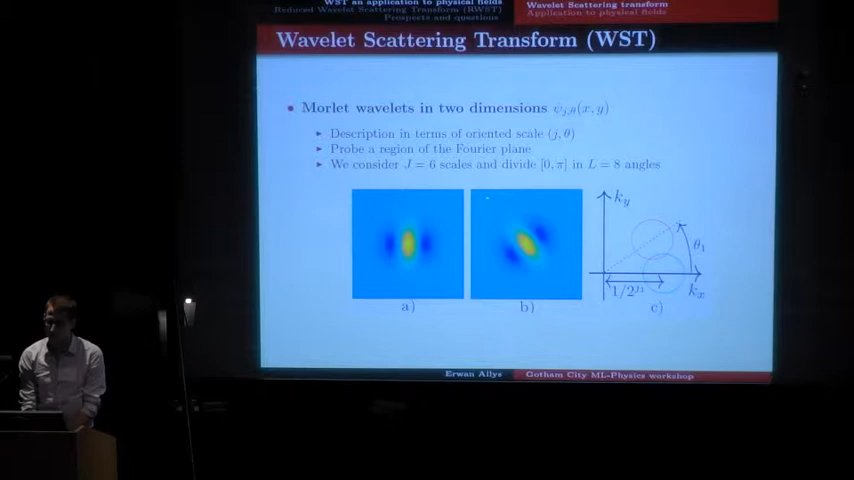 WST an application to physical fields
Reduced Wavelet Scattering Transform (RWST)
Prospects and questions
Wavelet Scattering transform
Application to physical fields
Wavelet Scattering Transform (WST)
• Morlet wavelets in two dimensions ψ_{j,θ}(x, y)
▶ Description in terms of oriented scale (j, θ)
▶ Probe a region of the Fourier plane
▶ We consider J = 6 scales and divide [0, π] in L = 8 angles
k_y
θ₁
1/2^{j₁}
k_x
a)
b)
c)
Erwan Allys
Gotham City ML-Physics workshop